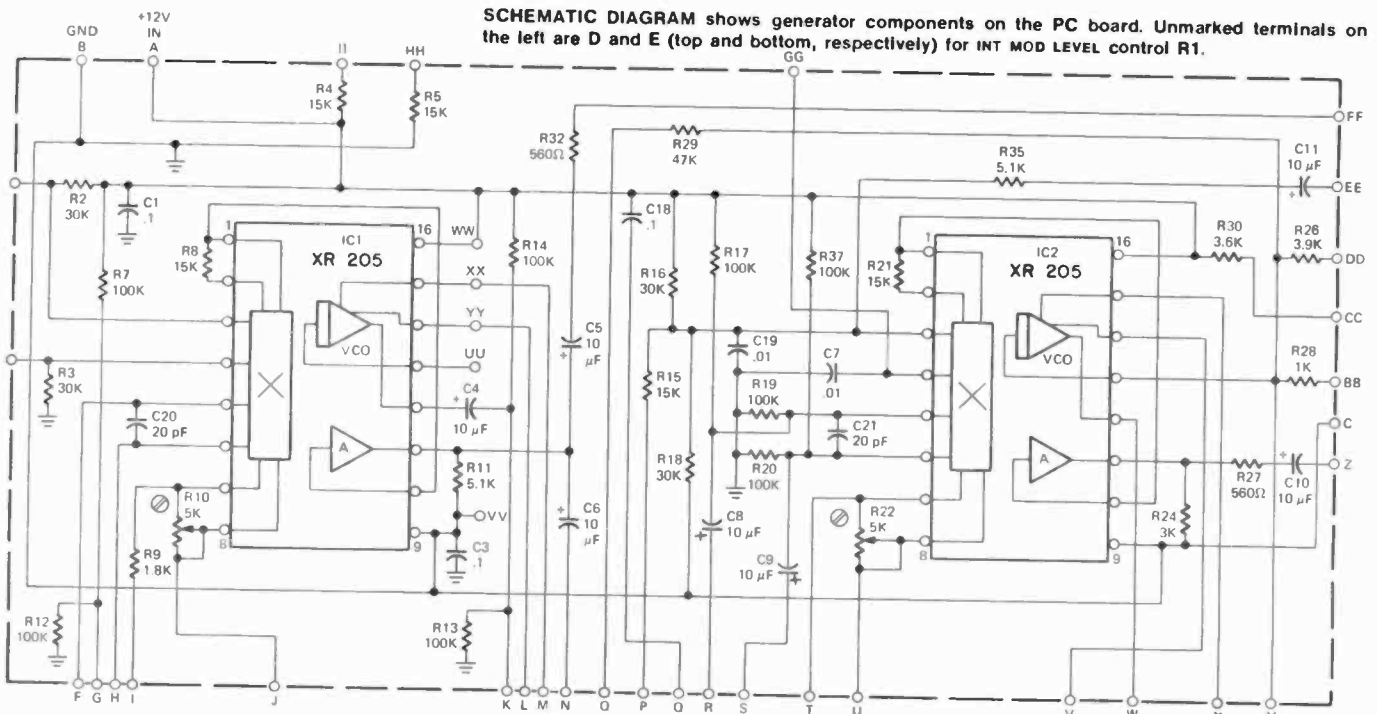 SCHEMATIC DIAGRAM shows generator components on the PC board. Unmarked terminals on
the left are D and E (top and bottom, respectively) for INT MOD LEVEL control R1.
GND
B
+12V
IN
A
II
HH
GG
R4
15K
R5
15K
R32
560Ω
R29
47K
FF
R35
5.1K
C11
10 µF
+
EE
R2
30K
C1
.1
C18
.1
1
16
WW
IC1
XR 205
R8
15K
R14
100K
R16
30K
R17
100K
R37
100K
1
16
IC2
XR 205
R21
15K
R30
3.6K
R26
3.9K
DD
R7
100K
XX
YY
UU
VCO
VCO
CC
C5
10
µF
+
C19
.01
C7
.01
R28
1K
BB
R3
30K
C4
+
10 µF
R15
15K
R19
100K
C20
20 pF
C21
20 pF
C
A
A
R11
5.1K
R18
30K
R20
100K
R27
560Ω
+
C10
10 µF
Z
R10
5K
VV
C6
+
10
µF
C8
10 µF
+
R22
5K
R24
3K
8
9
C3
.1
R9
1.8K
C9
10 µF
+
8
9
R12
100K
R13
100K
F
G
H
I
J
K
L
M
N
O
P
Q
R
S
T
U
V
W